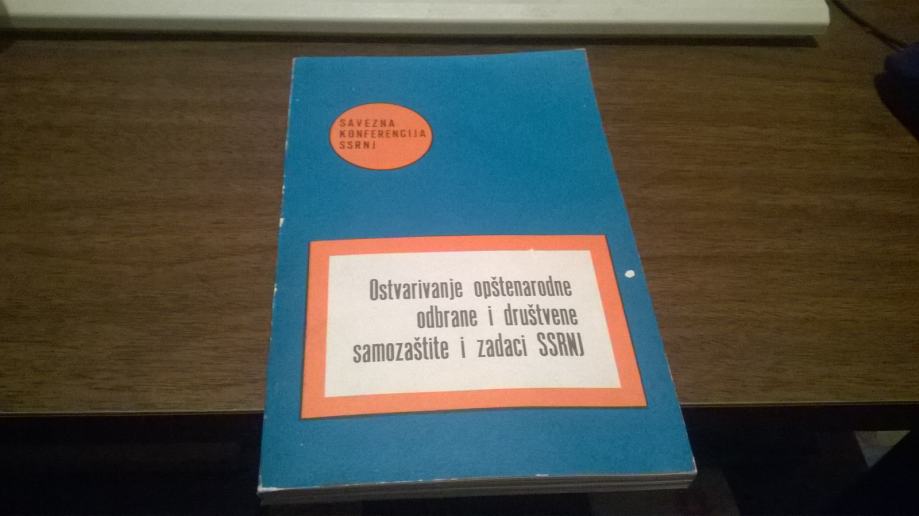 SAVEZNA
KONFERENCIJA
SSRNJ
Ostvarivanje opštenarodne
odbrane i društvene
samozaštite i zadaci SSRNJ